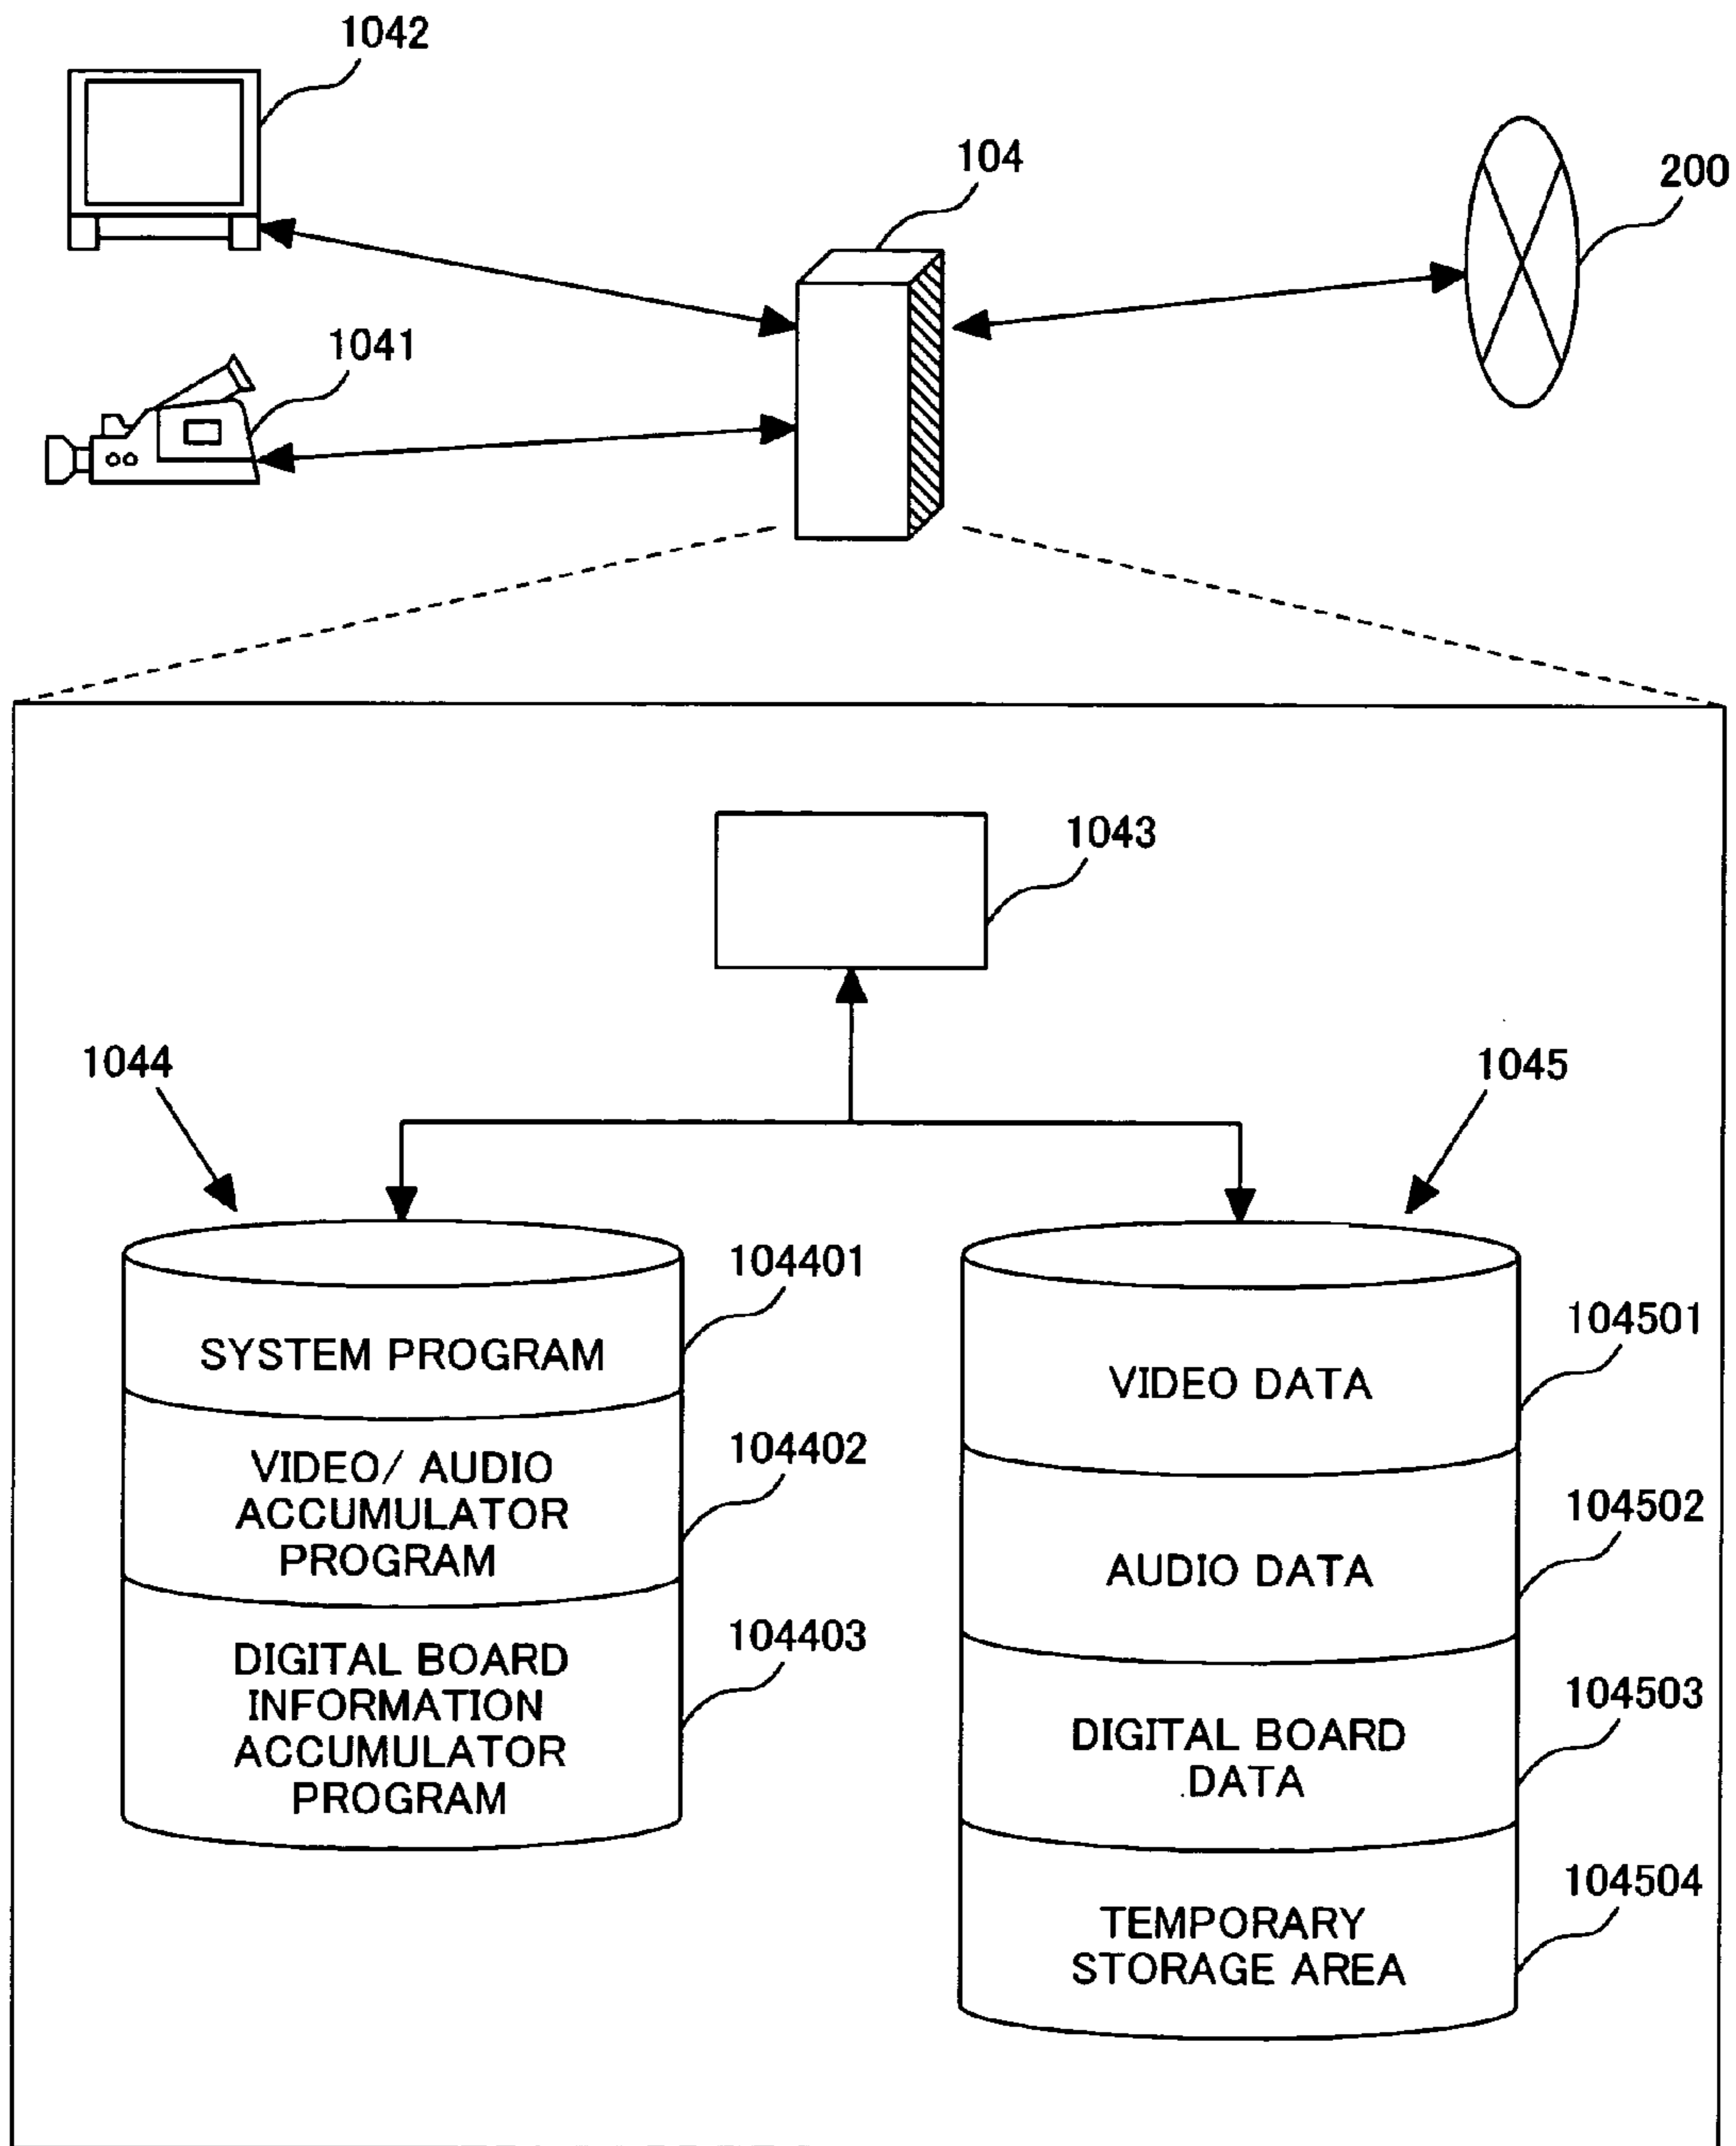 1042
104
200
1041
1043
1044
1045
104401
SYSTEM PROGRAM
104402
VIDEO/ AUDIO
ACCUMULATOR
PROGRAM
104403
DIGITAL BOARD
INFORMATION
ACCUMULATOR
PROGRAM
104501
VIDEO DATA
104502
AUDIO DATA
104503
DIGITAL BOARD
DATA
104504
TEMPORARY
STORAGE AREA